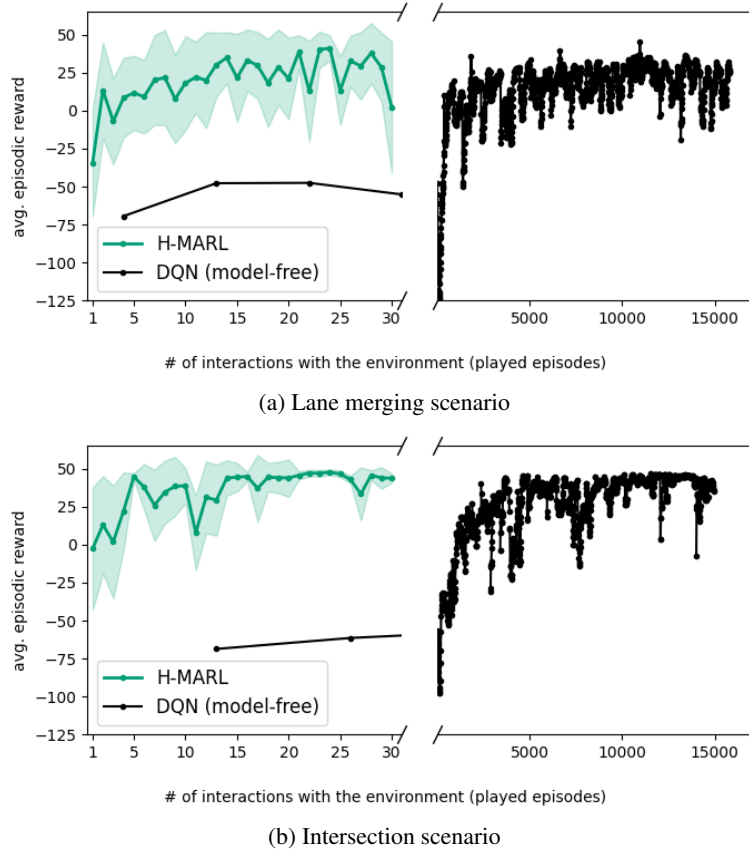 avg. episodic reward
50
25
0
−25
−50
−75
−100
−125
H-MARL
DQN (model-free)
1 5 10 15 20 25 30 5000 10000 15000
# of interactions with the environment (played episodes)
(a) Lane merging scenario
avg. episodic reward
50
25
0
−25
−50
−75
−100
−125
H-MARL
DQN (model-free)
1 5 10 15 20 25 30 5000 10000 15000
# of interactions with the environment (played episodes)
(b) Intersection scenario